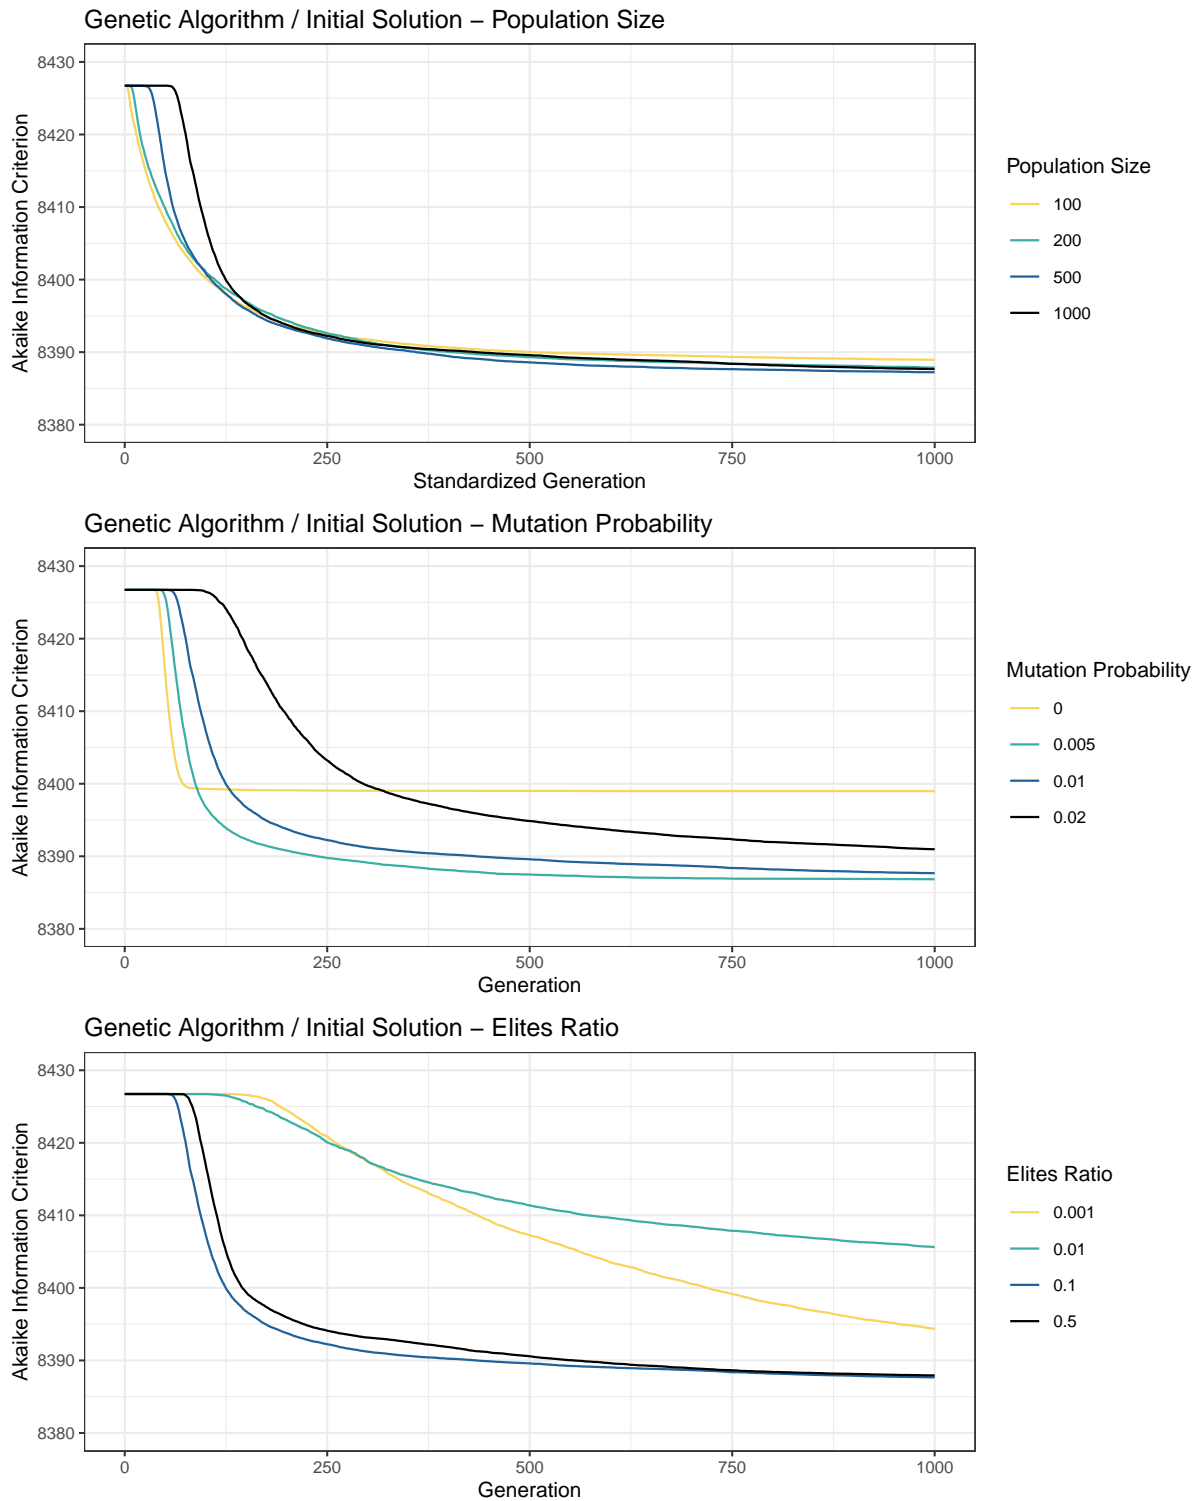 Genetic Algorithm / Initial Solution – Population Size
8430
8420
8410
8400
8390
8380
Akaike Information Criterion
0 250 500 750 1000
Standardized Generation
Population Size
100
200
500
1000
Genetic Algorithm / Initial Solution – Mutation Probability
8430
8420
8410
8400
8390
8380
Akaike Information Criterion
0 250 500 750 1000
Generation
Mutation Probability
0
0.005
0.01
0.02
Genetic Algorithm / Initial Solution – Elites Ratio
8430
8420
8410
8400
8390
8380
Akaike Information Criterion
0 250 500 750 1000
Generation
Elites Ratio
0.001
0.01
0.1
0.5